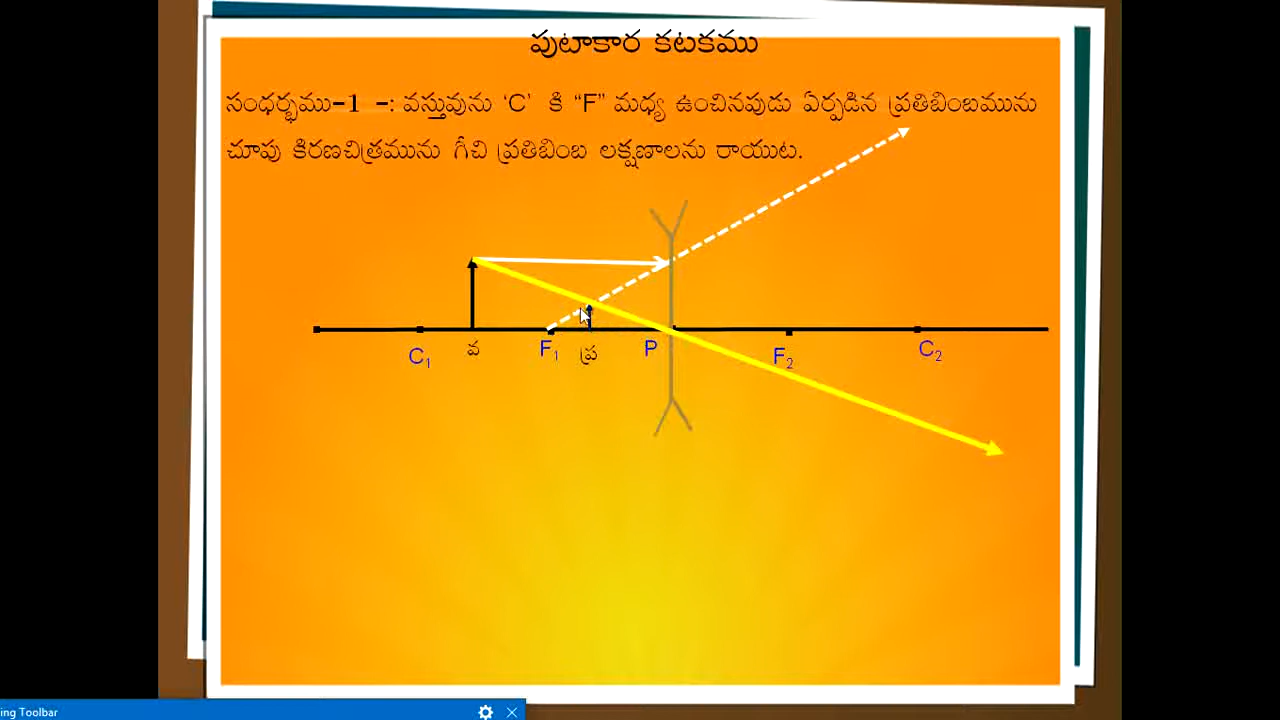 పుటాకార కటకము
సంధర్భము-1 -: వస్తువును ‘C’ కి “F” మధ్య ఉంచినపుడు ఏర్పడిన ప్రతిబింబమును
చూపు కిరణచిత్రమును గీచి ప్రతిబింబ లక్షణాలను రాయుట.
C1 వ F1 ప్ర P F2 C2
ing Toolbar